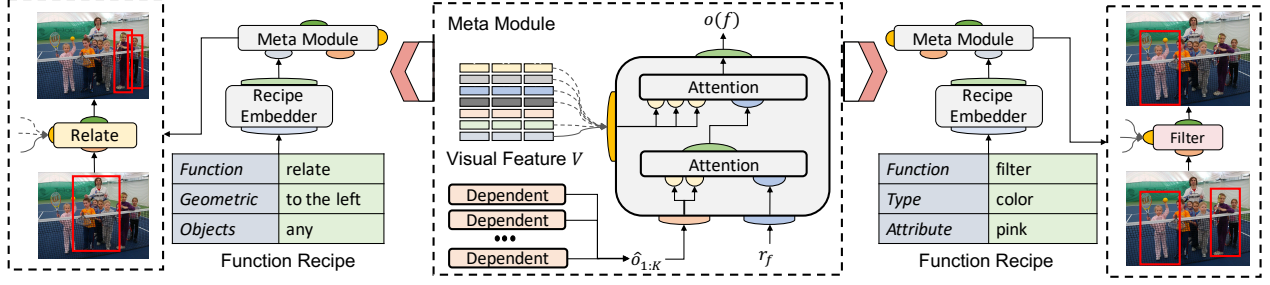 Relate
Meta Module
Recipe
Embedder
Function relate
Geometric to the left
Objects any
Function Recipe
Meta Module
o(f)
Attention
Attention
Visual Feature V
Dependent
Dependent
•••
Dependent
ô1:K
rf
Meta Module
Recipe
Embedder
Function filter
Type color
Attribute pink
Function Recipe
Filter